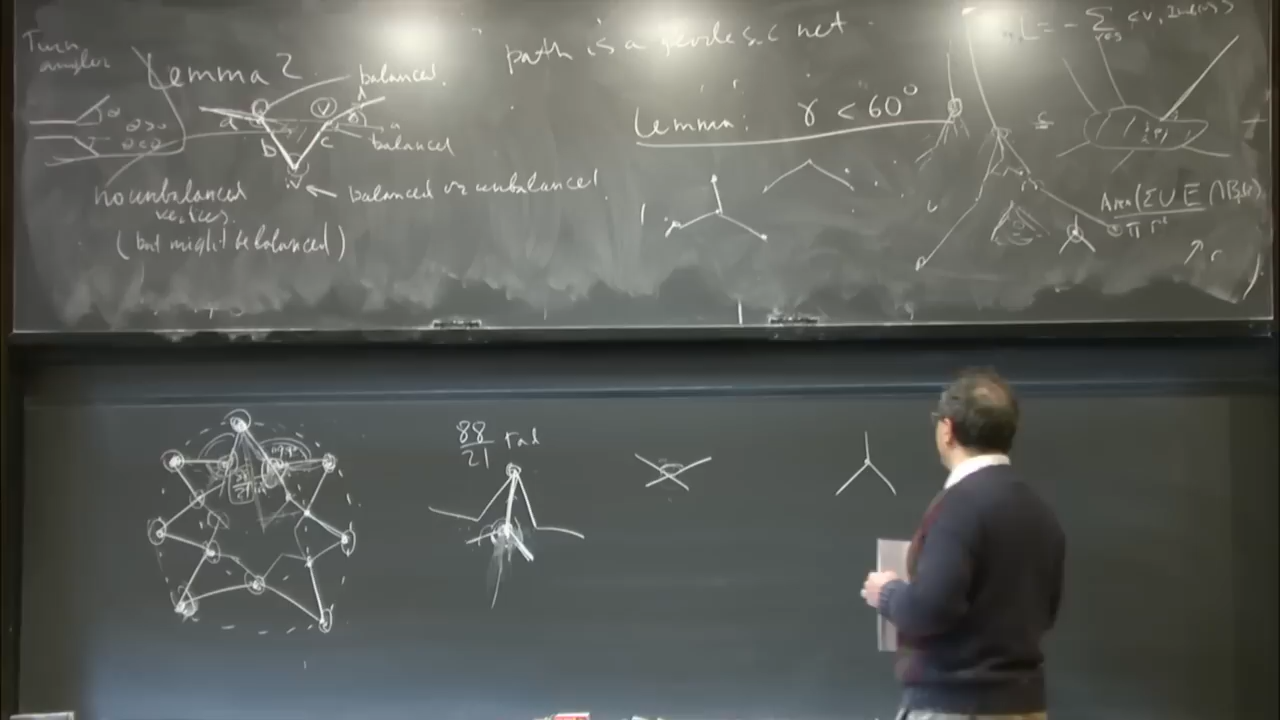 path is a geodesic net
Turn
angles
Lemma 2
balanced
Lemma: γ < 60°
a
b
c
v
balanced
w
balanced or unbalanced
no unbalanced
vertices
(but might be balanced)
L = - Σ
Area(Σ ∪ E ∩
π r²
r
88
21 rad